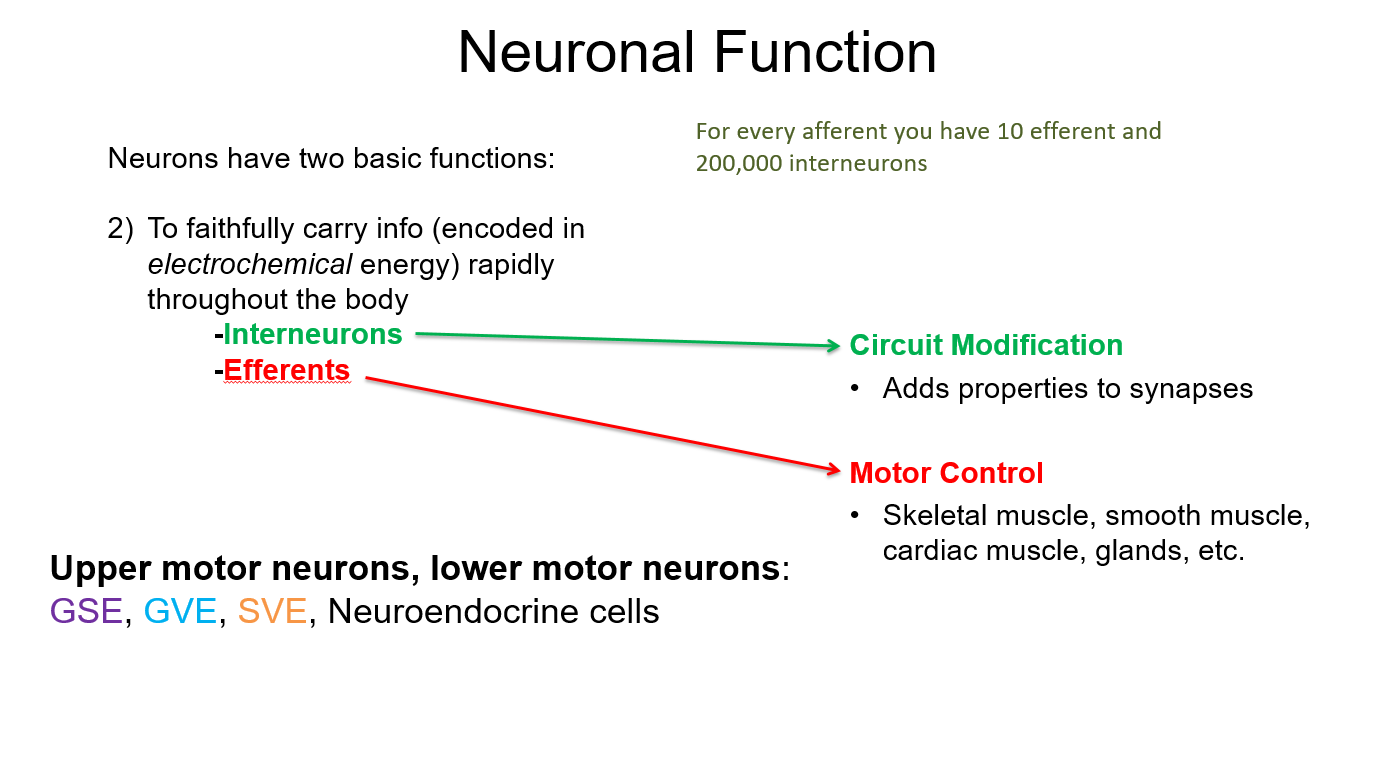 Neuronal Function
For every afferent you have 10 efferent and
200,000 interneurons
Neurons have two basic functions:
2) To faithfully carry info (encoded in
electrochemical energy) rapidly
throughout the body
-Interneurons
-Efferents
Circuit Modification
• Adds properties to synapses
Motor Control
• Skeletal muscle, smooth muscle,
cardiac muscle, glands, etc.
Upper motor neurons, lower motor neurons:
GSE, GVE, SVE, Neuroendocrine cells